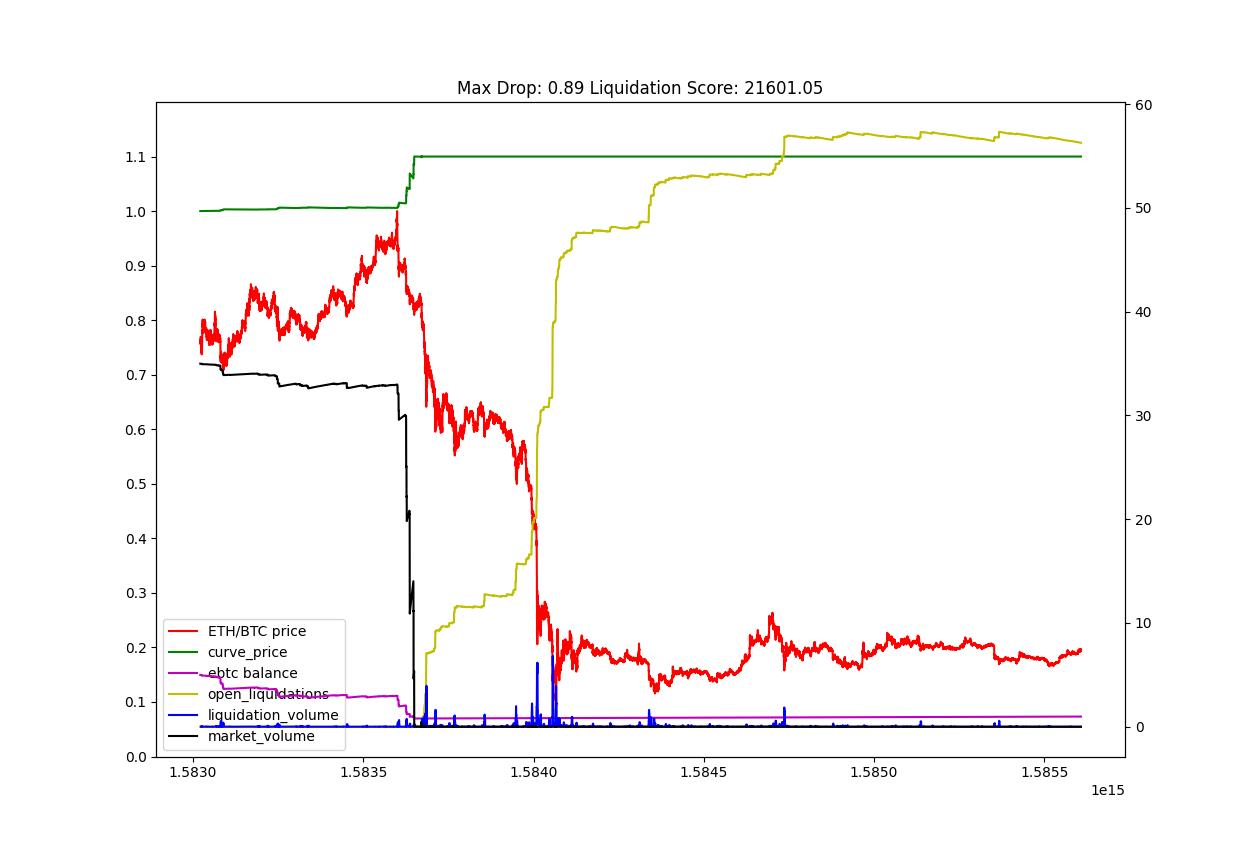 Max Drop: 0.89 Liquidation Score: 21601.05
60
1.1
1.0
50
0.9
0.8
40
0.7
0.6
30
0.5
0.4
20
0.3
0.2
10
0.1
0
0.0
ETH/BTC price
curve_price
ebtc balance
open_liquidations
liquidation_volume
market_volume
1.5830 1.5835 1.5840 1.5845 1.5850 1.5855
1e15